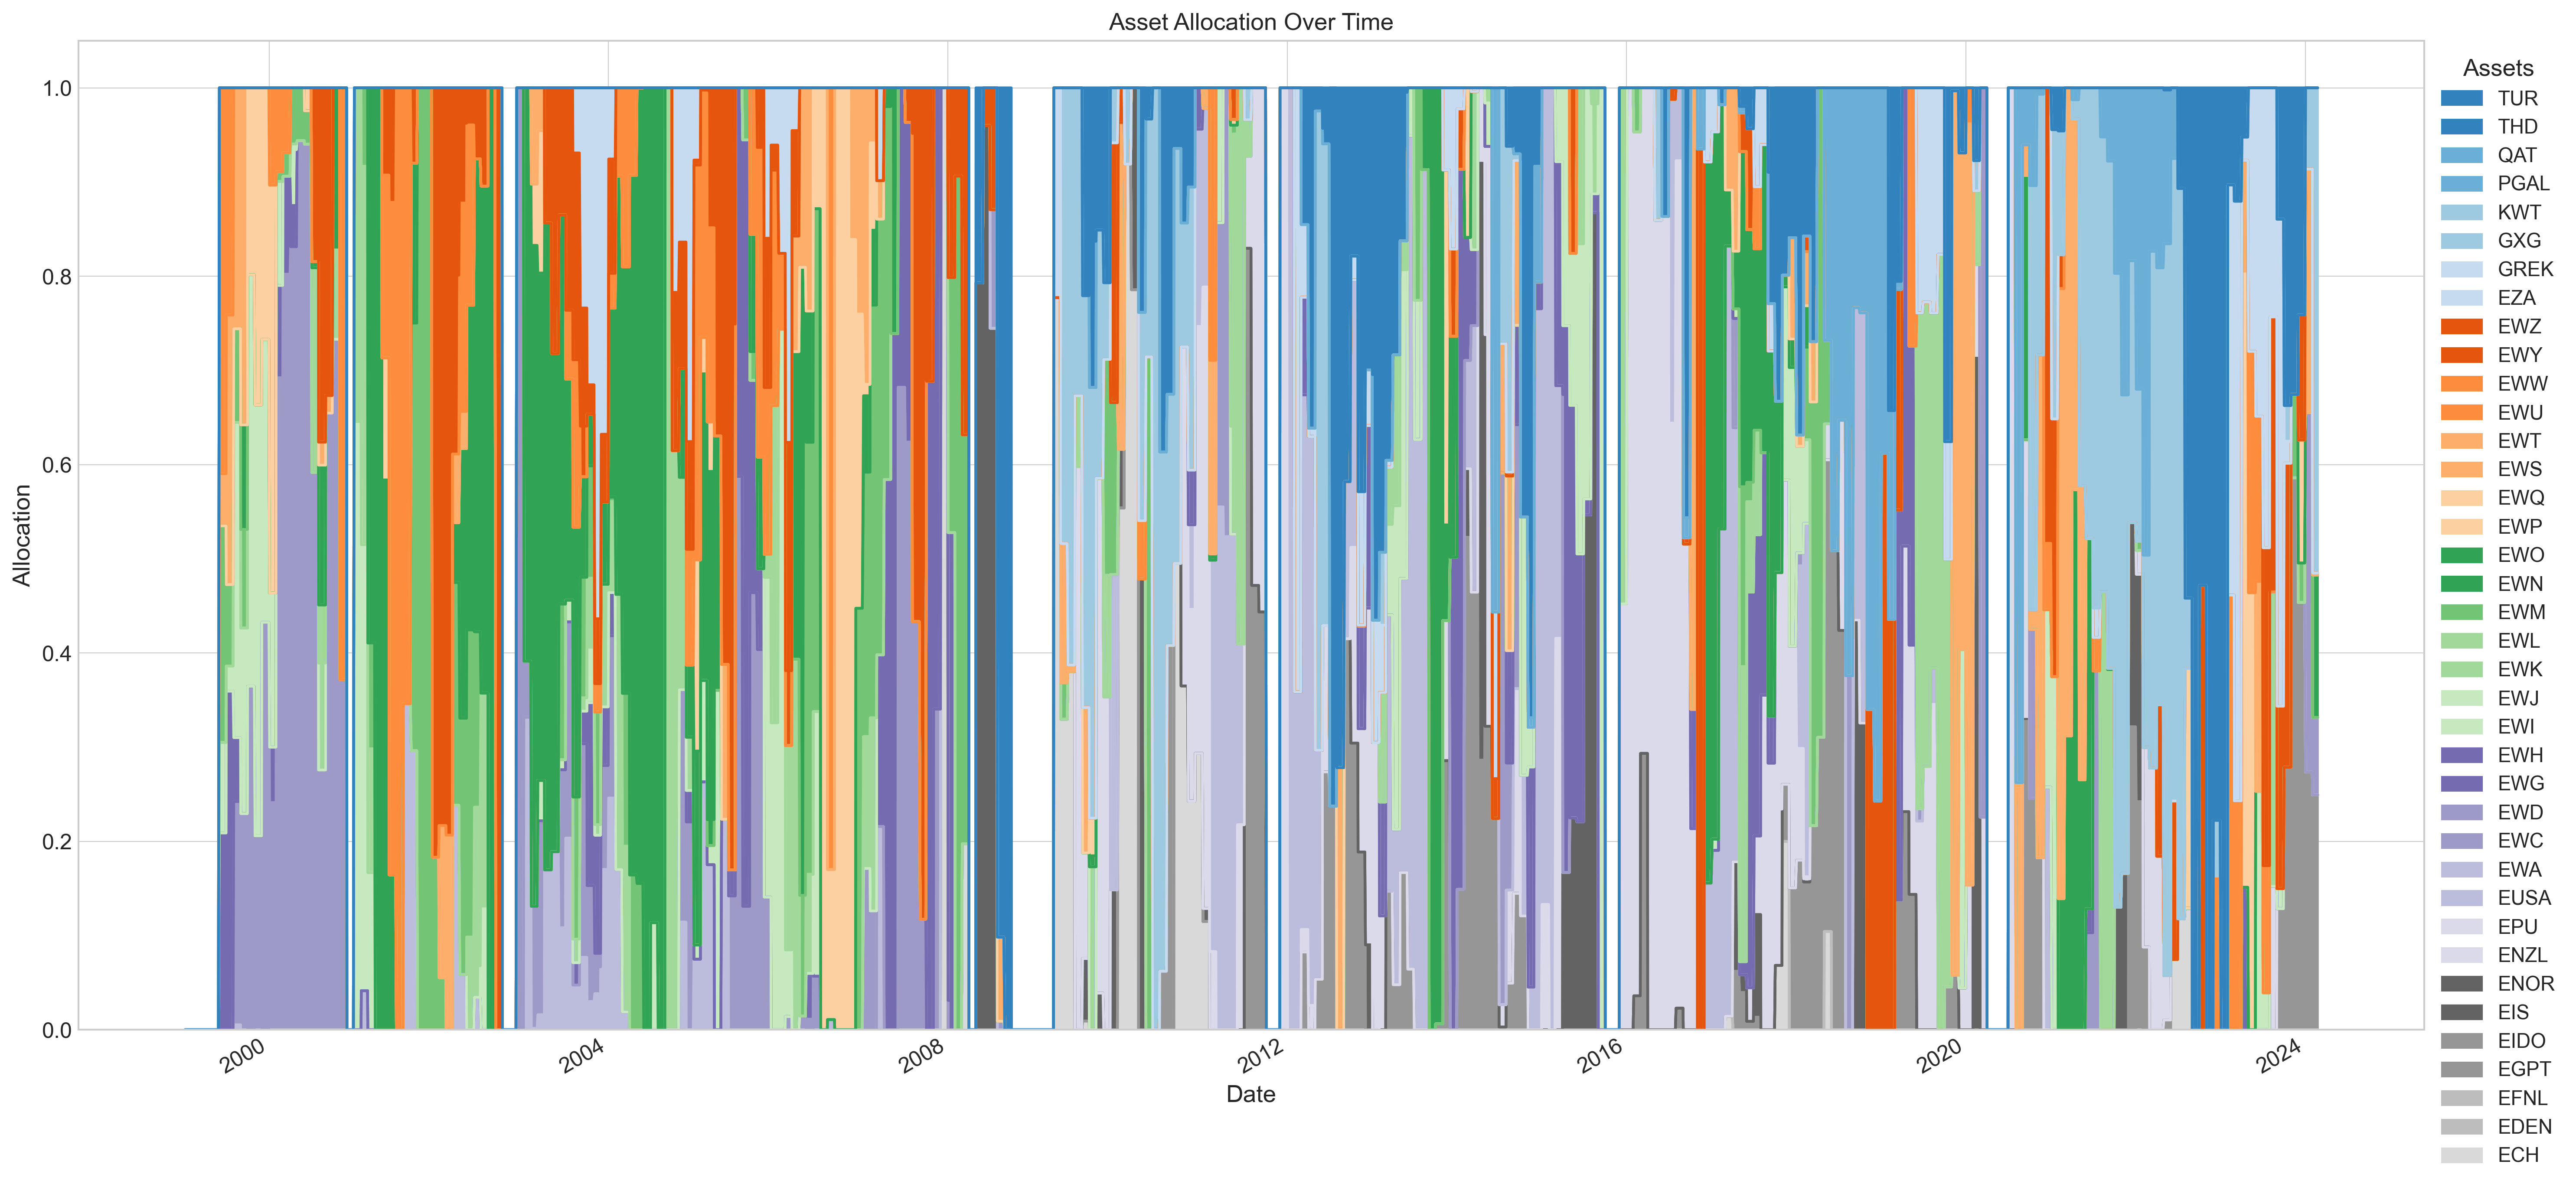 Asset Allocation Over Time
Assets
TUR
THD
QAT
PGAL
KWT
GXG
GREK
EZA
EWZ
EWY
EWW
EWU
EWT
EWS
EWQ
EWP
EWO
EWN
EWM
EWL
EWK
EWJ
EWI
EWH
EWG
EWD
EWC
EWA
EUSA
EPU
ENZL
ENOR
EIS
EIDO
EGPT
EFNL
EDEN
ECH
Allocation
1.0
0.8
0.6
0.4
0.2
0.0
2000
2004
2008
2012
2016
2020
2024
Date